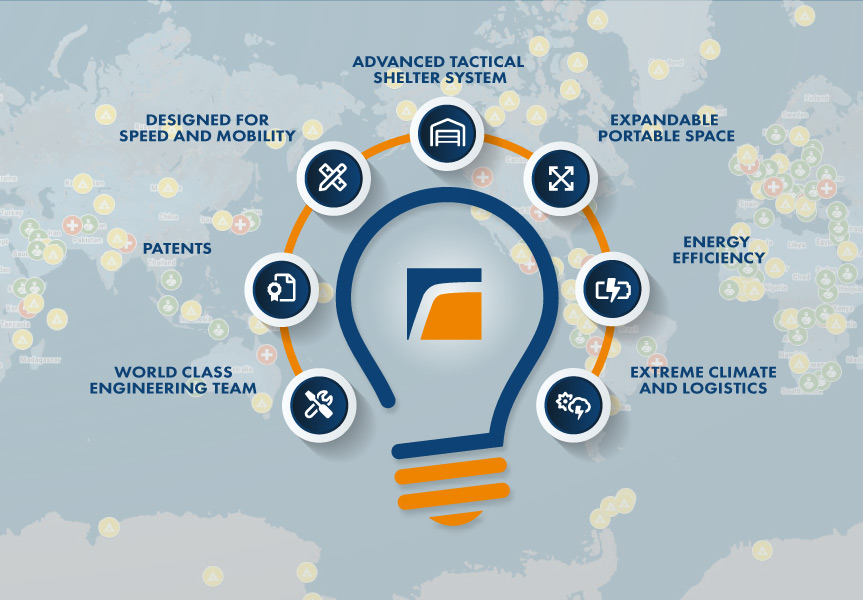 ADVANCED TACTICAL
SHELTER SYSTEM
DESIGNED FOR
SPEED AND MOBILITY
EXPANDABLE
PORTABLE SPACE
PATENTS
ENERGY
EFFICIENCY
WORLD CLASS
ENGINEERING TEAM
EXTREME CLIMATE
AND LOGISTICS